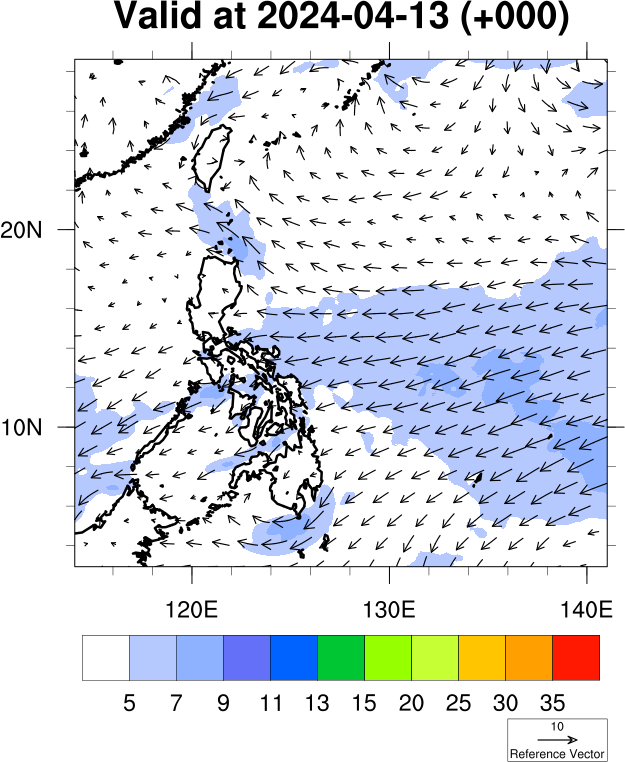 Valid at 2024-04-13 (+000)
20N
10N
120E 130E 140E
5 7 9 11 13 15 20 25 30 35
10
Reference Vector